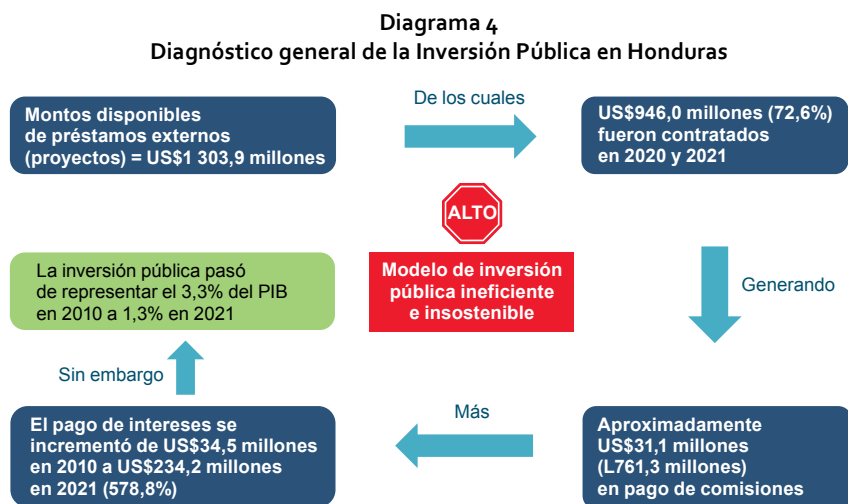 Diagrama 4
Diagnóstico general de la Inversión Pública en Honduras
Montos disponibles
de préstamos externos
(proyectos) = US$1 303,9 millones
De los cuales
US$946,0 millones (72,6%)
fueron contratados
en 2020 y 2021
ALTO
Modelo de inversión
pública ineficiente
e insostenible
Generando
Aproximadamente
US$31,1 millones
(L761,3 millones)
en pago de comisiones
Más
El pago de intereses se
incrementó de US$34,5 millones
en 2010 a US$234,2 millones
en 2021 (578,8%)
Sin embargo
La inversión pública pasó
de representar el 3,3% del PIB
en 2010 a 1,3% en 2021